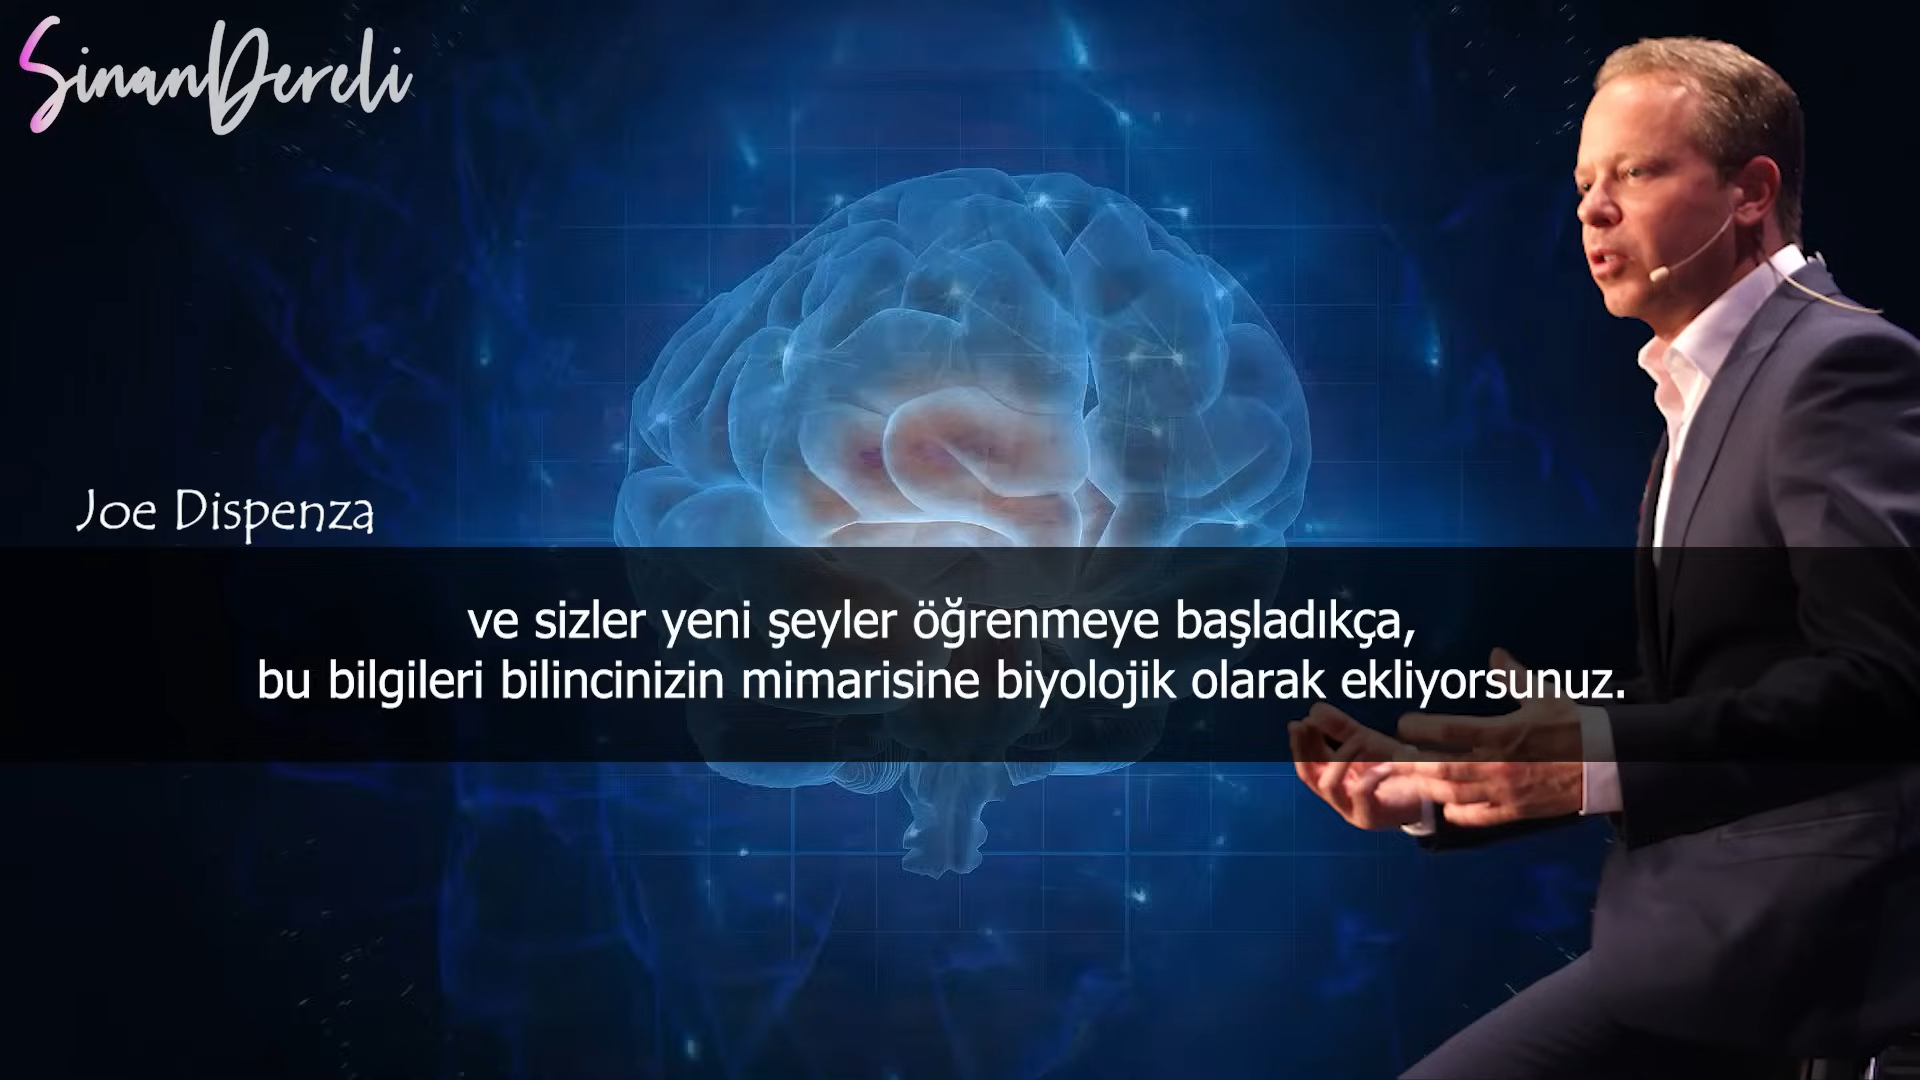 SinanDereli
Joe Dispenza
ve sizler yeni şeyler öğrenmeye başladıkça,
bu bilgileri bilincinizin mimarisine biyolojik olarak ekliyorsunuz.